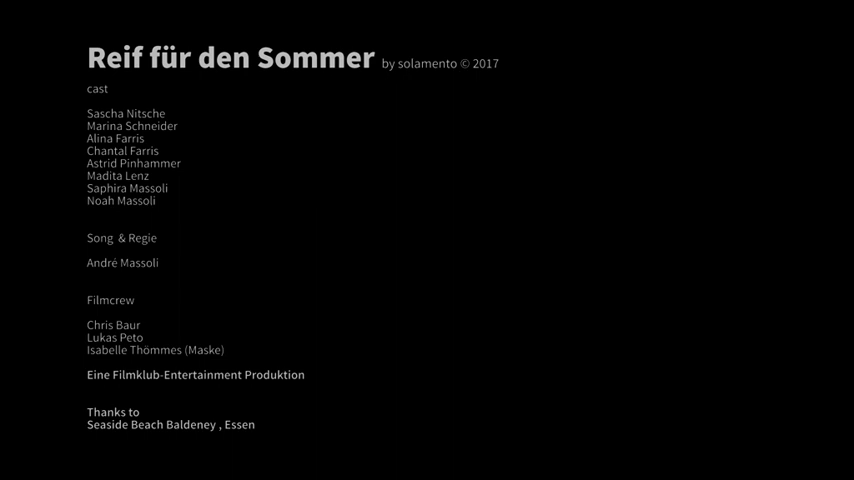 Reif für den Sommer by solamento © 2017
cast
Sascha Nitsche
Marina Schneider
Alina Farris
Chantal Farris
Astrid Pinhammer
Madita Lenz
Saphira Massoli
Noah Massoli
Song & Regie
André Massoli
Filmcrew
Chris Baur
Lukas Peto
Isabelle Thömmes (Maske)
Eine Filmklub-Entertainment Produktion
Thanks to
Seaside Beach Baldeney , Essen